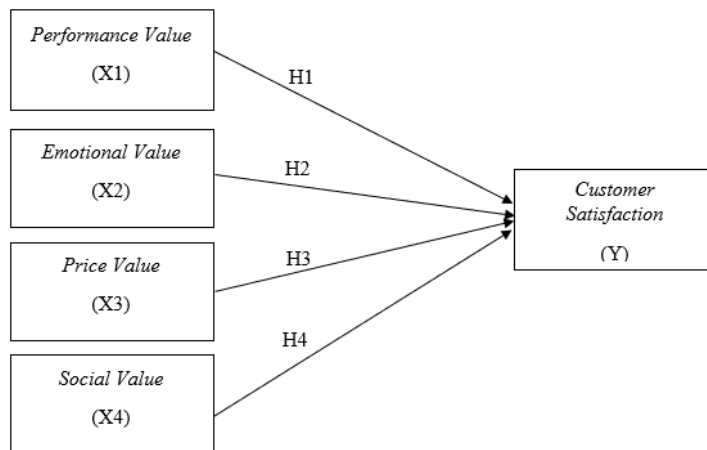 Performance Value
(X1)
H1
Emotional Value
(X2)
H2
Customer
Satisfaction
(Y)
Price Value
(X3)
H3
Social Value
(X4)
H4